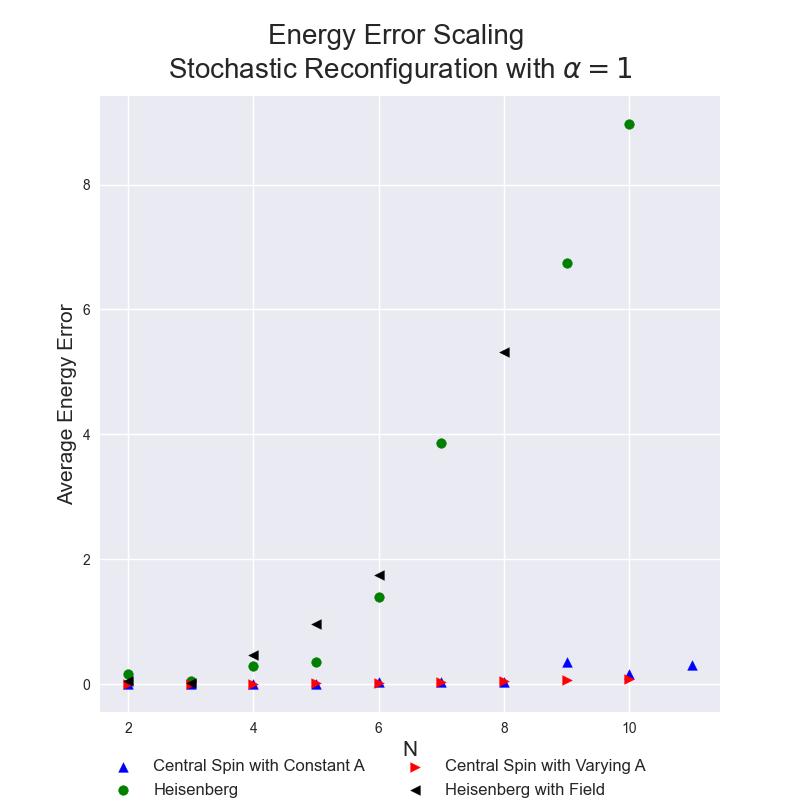 Energy Error Scaling
Stochastic Reconfiguration with α = 1
Average Energy Error
8
6
4
2
0
2 4 6 8 10
N
Central Spin with Constant A Central Spin with Varying A
Heisenberg Heisenberg with Field